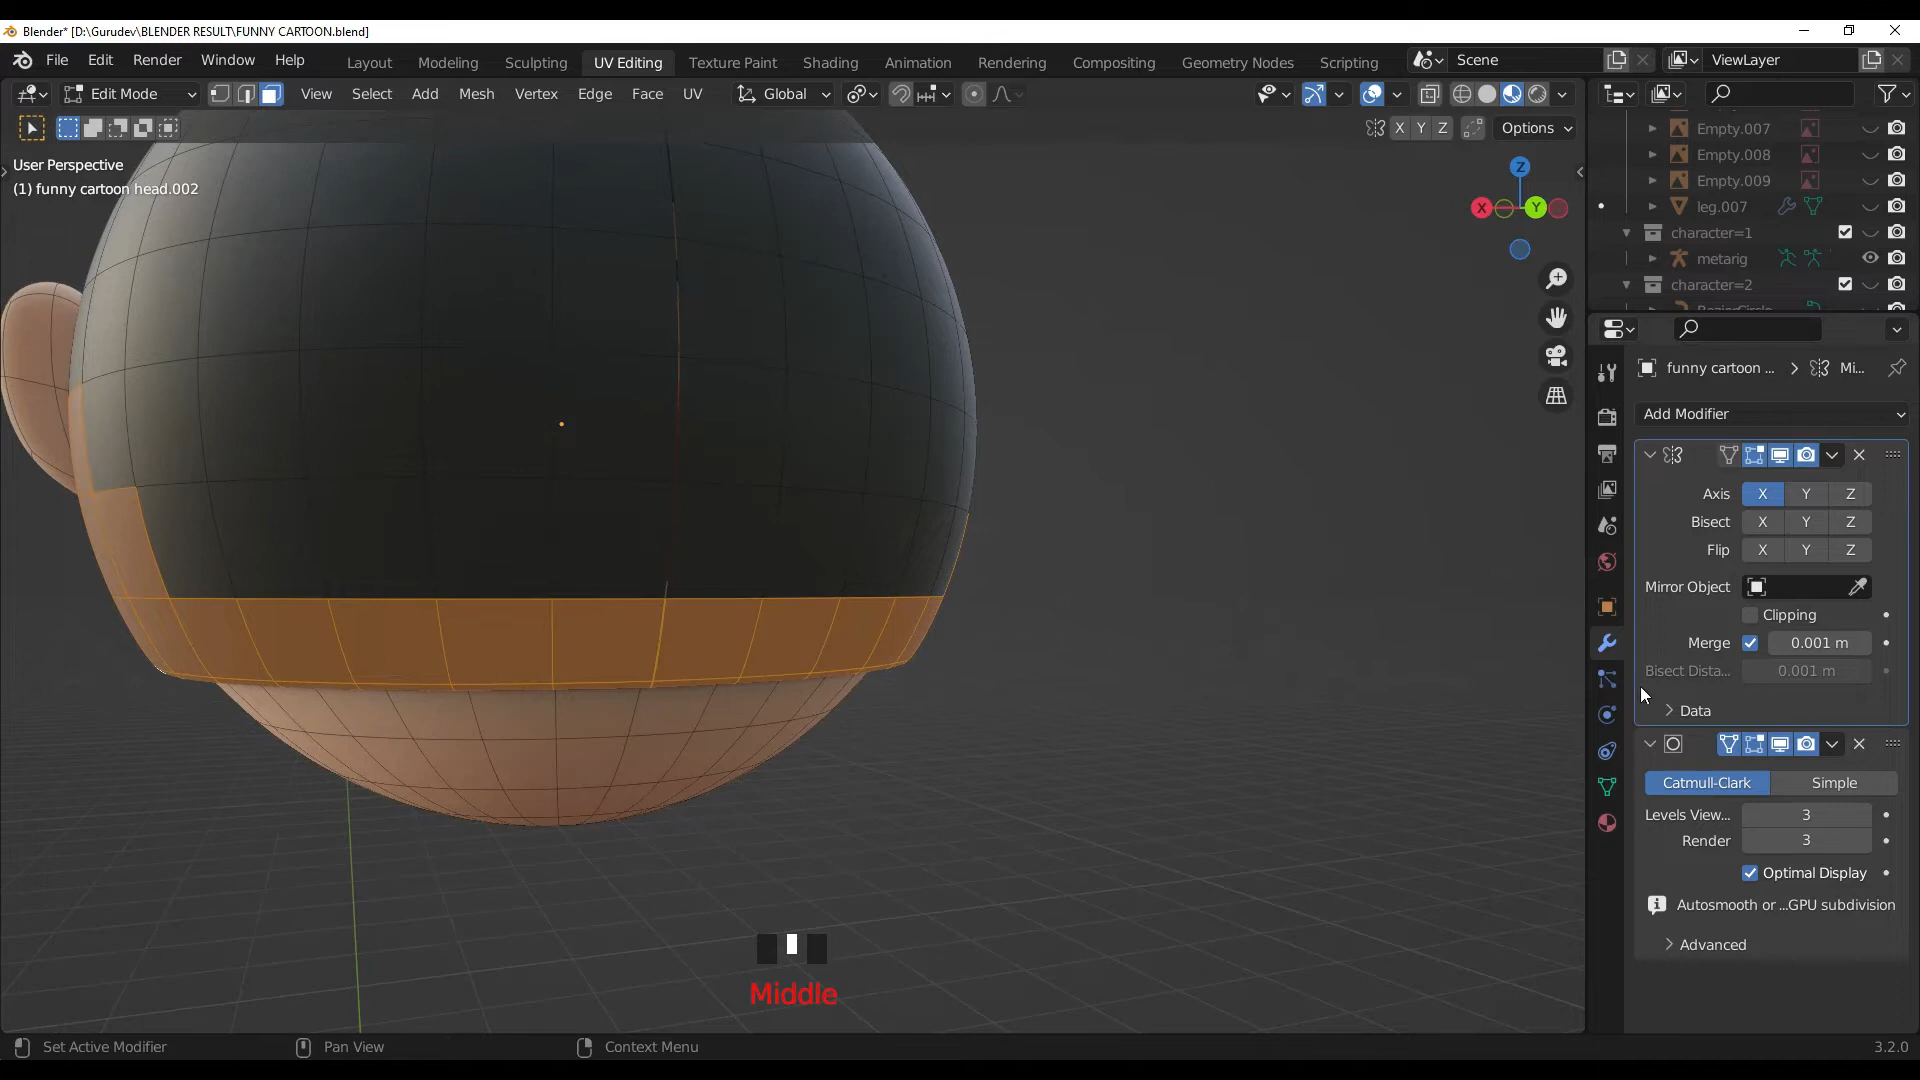 Blender* [D:\Gurudev\BLENDER RESULT\FUNNY CARTOON.blend]
File Edit Render Window Help Layout Modeling Sculpting UV Editing Texture Paint Shading Animation Rendering Compositing Geometry Nodes Scripting Scene ViewLayer
Edit Mode View Select Add Mesh Vertex Edge Face UV Global
X Y Z Options
User Perspective
(1) funny cartoon head.002
Z
X Y
Empty.007
Empty.008
Empty.009
leg.007
character=1
metarig
character=2
funny cartoon ... Mi...
Add Modifier
Axis X Y Z
Bisect X Y Z
Flip X Y Z
Mirror Object
Clipping
Merge 0.001 m
Bisect Dista... 0.001 m
Data
Catmull-Clark Simple
Levels View... 3
Render 3
Optimal Display
Autosmooth or ...GPU subdivision
Advanced
Middle
Set Active Modifier Pan View Context Menu 3.2.0